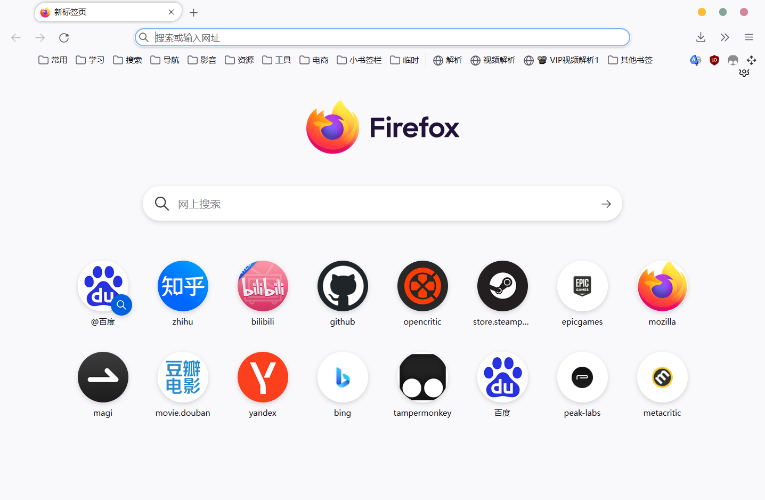 新标签页
搜索或输入网址
常用 学习 搜索 导航 影音 资源 工具 电商 小书签栏 临时 解析 视频解析 VIP视频解析1 其他书签
Firefox
网上搜索
知乎 bilibili EPIC GAMES
du
@百度 zhihu bilibili github opencritic store.steamp... epicgames mozilla
豆瓣电影 du
magi movie.douban yandex bing tampermonkey 百度 peak-labs metacritic